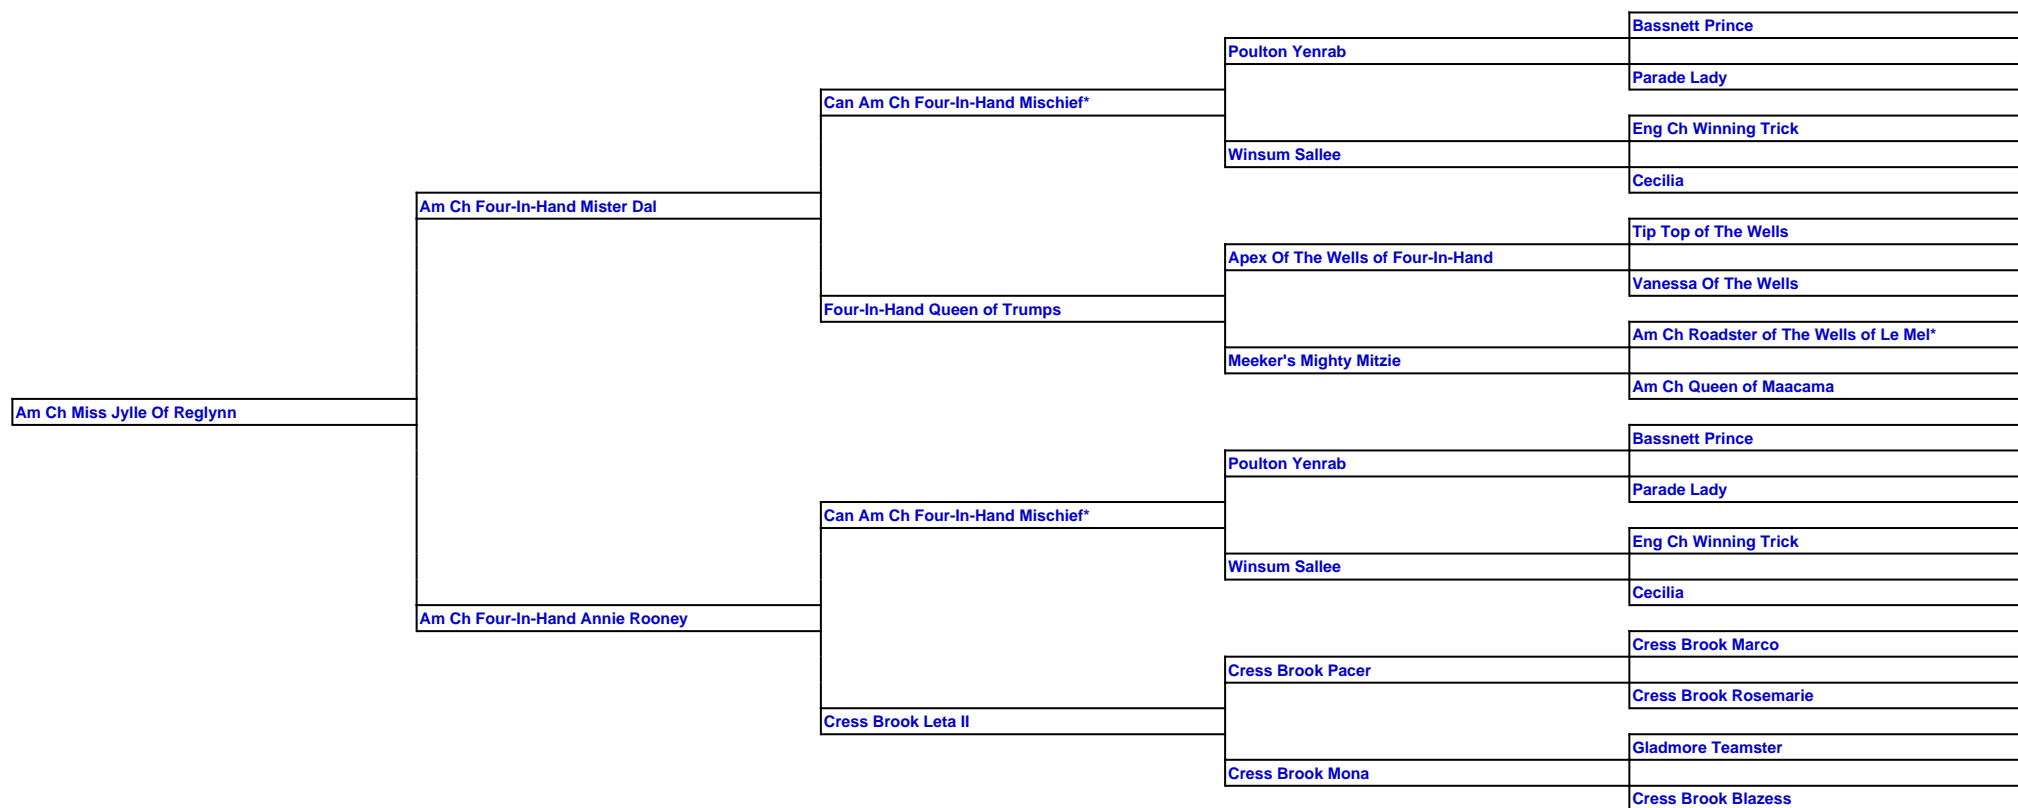 Bassnett Prince
Poulton Yenrab
Parade Lady
Can Am Ch Four-In-Hand Mischief*
Eng Ch Winning Trick
Winsum Sallee
Cecilia
Am Ch Four-In-Hand Mister Dal
Tip Top of The Wells
Apex Of The Wells of Four-In-Hand
Vanessa Of The Wells
Four-In-Hand Queen of Trumps
Am Ch Roadster of The Wells of Le Mel*
Meeker's Mighty Mitzie
Am Ch Queen of Maacama
Am Ch Miss Jylle Of Reglynn
Bassnett Prince
Poulton Yenrab
Parade Lady
Can Am Ch Four-In-Hand Mischief*
Eng Ch Winning Trick
Winsum Sallee
Cecilia
Am Ch Four-In-Hand Annie Rooney
Cress Brook Marco
Cress Brook Pacer
Cress Brook Rosemarie
Cress Brook Leta II
Gladmore Teamster
Cress Brook Mona
Cress Brook Blazess